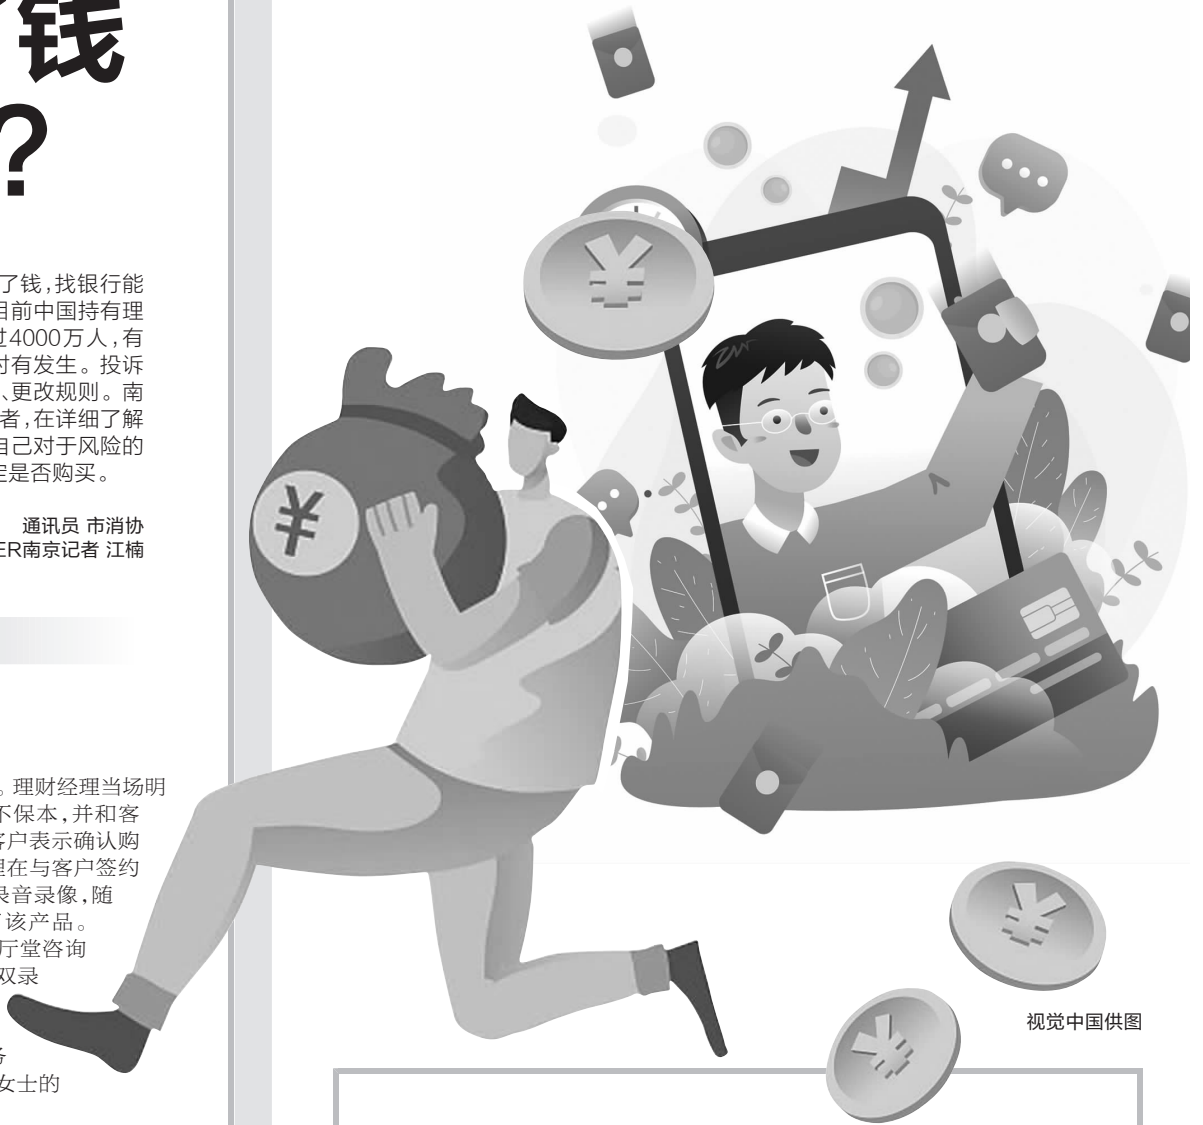 钱
?
了钱,找银行能
目前中国持有理
过4000万人,有
时有发生。投诉
、更改规则。南
者,在详细了解
自己对于风险的
定是否购买。
通讯员 市消协
ER南京记者 江楠
。理财经理当场明
不保本,并和客
客户表示确认购
理在与客户签约
录音录像,随
了该产品。
厅堂咨询
双录
务
女士的
¥
¥
¥
¥
视觉中国供图